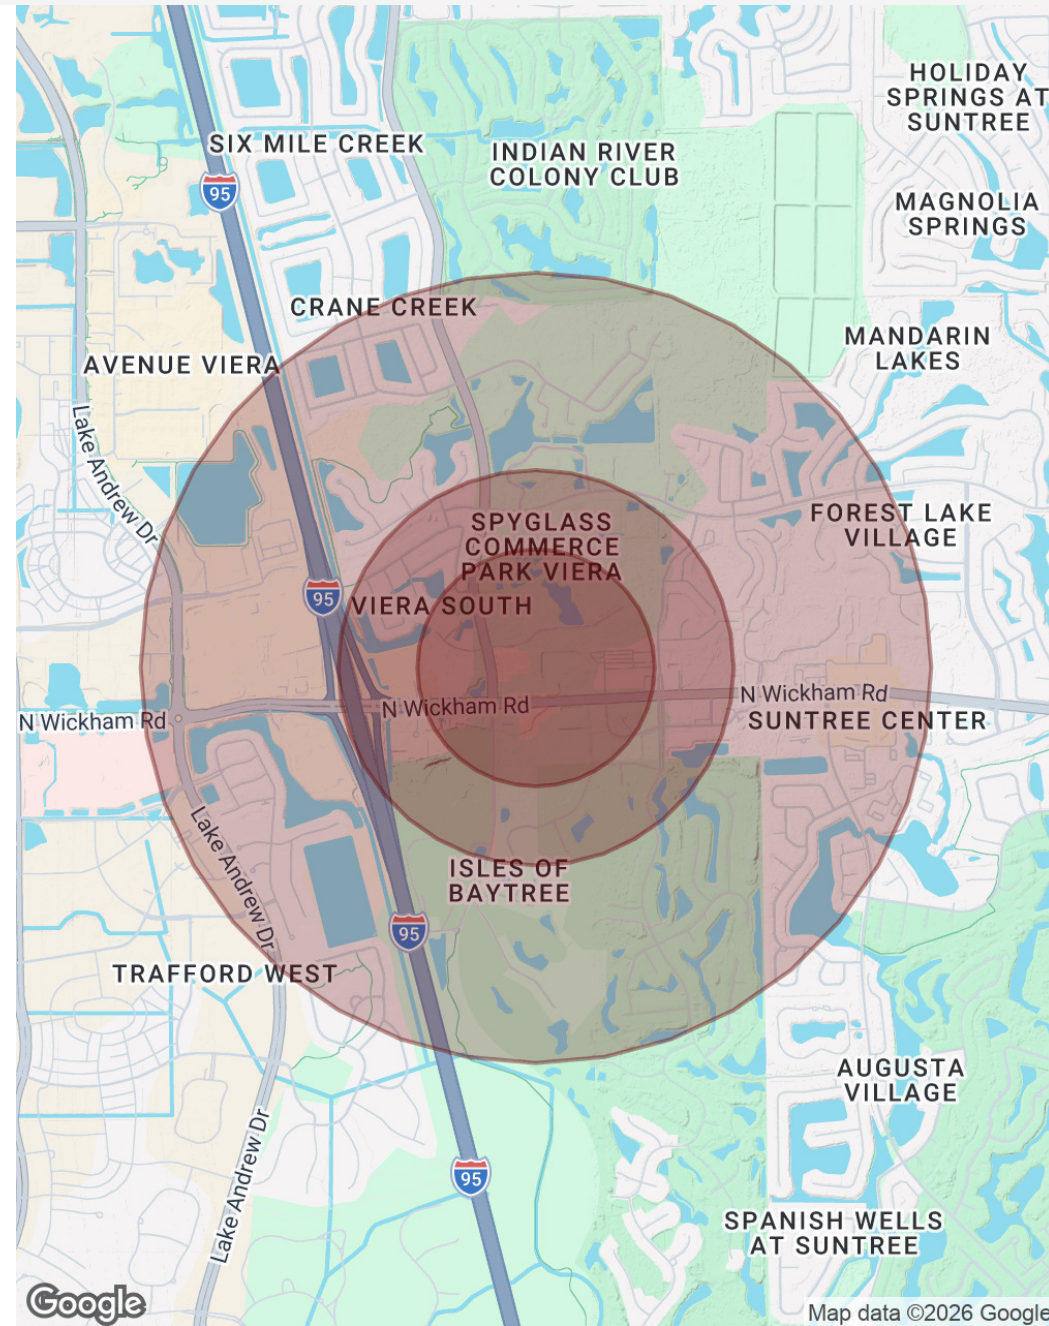 HOLIDAY
SPRINGS AT
SUNTREE
SIX MILE CREEK
INDIAN RIVER
COLONY CLUB
95
MAGNOLIA
SPRINGS
CRANE CREEK
MANDARIN
LAKES
AVENUE VIERA
Lake Andrew Dr
SPYGLASS
COMMERCE
PARK VIERA
FOREST LAKE
VILLAGE
95
VIERA SOUTH
N Wickham Rd
N Wickham Rd
N Wickham Rd
SUNTREE CENTER
Lake Andrew Dr
ISLES OF
BAYTREE
95
TRAFFORD WEST
AUGUSTA
VILLAGE
Lake Andrew Dr
95
SPANISH WELLS
AT SUNTREE
Google
Map data ©2026 Google